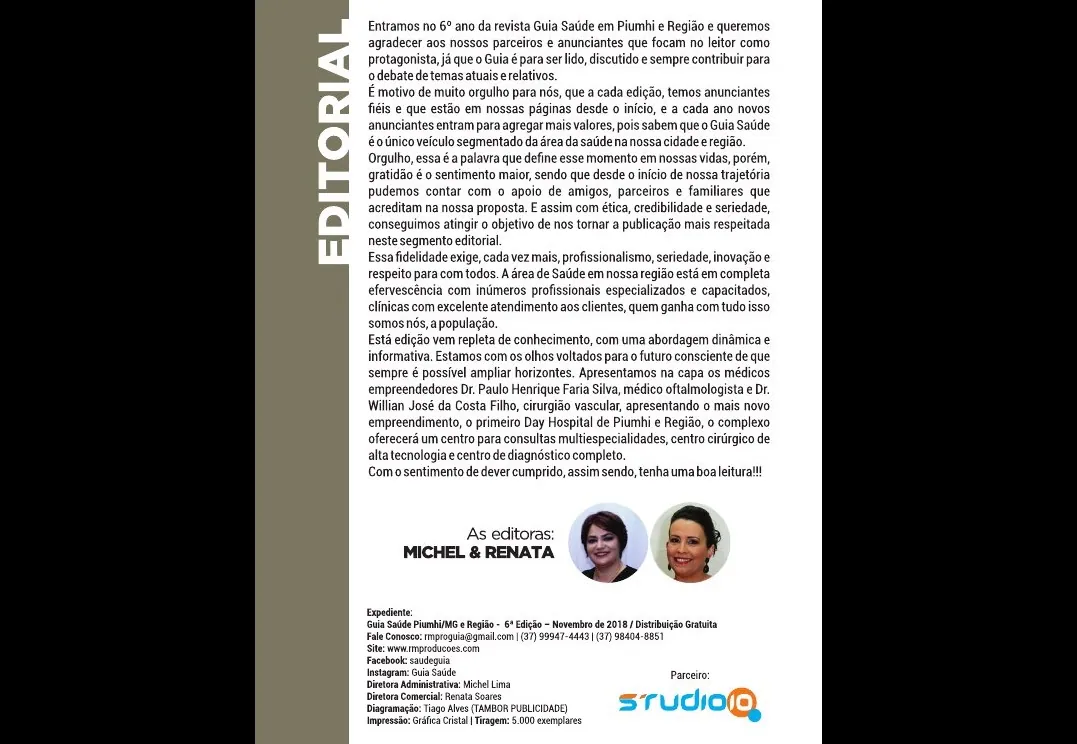 EDITORIAL
Entramos no 6º ano da revista Guia Saúde em Piumhi e Região e queremos
agradecer aos nossos parceiros e anunciantes que focam no leitor como
protagonista, já que o Guia é para ser lido, discutido e sempre contribuir para
o debate de temas atuais e relativos.
É motivo de muito orgulho para nós, que a cada edição, temos anunciantes
fiéis e que estão em nossas páginas desde o início, e a cada ano novos
anunciantes entram para agregar mais valores, pois sabem que o Guia Saúde
é o único veículo segmentado da área da saúde na nossa cidade e região.
Orgulho, essa é a palavra que define esse momento em nossas vidas, porém,
gratidão é o sentimento maior, sendo que desde o início de nossa trajetória
pudemos contar com o apoio de amigos, parceiros e familiares que
acreditam na nossa proposta. E assim com ética, credibilidade e seriedade,
conseguimos atingir o objetivo de nos tornar a publicação mais respeitada
neste segmento editorial.
Essa fidelidade exige, cada vez mais, profissionalismo, seriedade, inovação e
respeito para com todos. A área de Saúde em nossa região está em completa
efervescência com inúmeros profissionais especializados e capacitados,
clínicas com excelente atendimento aos clientes, quem ganha com tudo isso
somos nós, a população.
Está edição vem repleta de conhecimento, com uma abordagem dinâmica e
informativa. Estamos com os olhos voltados para o futuro consciente de que
sempre é possível ampliar horizontes. Apresentamos na capa os médicos
empreendedores Dr. Paulo Henrique Faria Silva, médico oftalmologista e Dr.
Willian José da Costa Filho, cirurgião vascular, apresentando o mais novo
empreendimento, o primeiro Day Hospital de Piumhi e Região, o complexo
oferecerá um centro para consultas multiespecialidades, centro cirúrgico de
alta tecnologia e centro de diagnóstico completo.
Com o sentimento de dever cumprido, assim sendo, tenha uma boa leitura!!!
As editoras:
MICHEL & RENATA
Expediente:
Guia Saúde Piumhi/MG e Região - 6ª Edição – Novembro de 2018 / Distribuição Gratuita
Fale Conosco: rmproguia@gmail.com | (37) 99947-4443 | (37) 98404-8851
Site: www.rmproducoes.com
Facebook: saudeguia
Instagram: Guia Saúde
Diretora Administrativa: Michel Lima
Diretora Comercial: Renata Soares
Diagramação: Tiago Alves (TAMBOR PUBLICIDADE)
Impressão: Gráfica Cristal | Tiragem: 5.000 exemplares
Parceiro:
STUDIO10